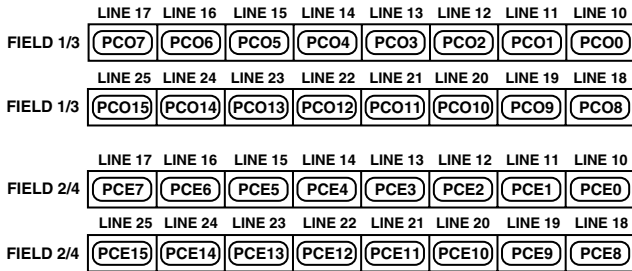 LINE 17 LINE 16 LINE 15 LINE 14 LINE 13 LINE 12 LINE 11 LINE 10
FIELD 1/3 PCO7 PCO6 PCO5 PCO4 PCO3 PCO2 PCO1 PCO0
LINE 25 LINE 24 LINE 23 LINE 22 LINE 21 LINE 20 LINE 19 LINE 18
FIELD 1/3 PCO15 PCO14 PCO13 PCO12 PCO11 PCO10 PCO9 PCO8
LINE 17 LINE 16 LINE 15 LINE 14 LINE 13 LINE 12 LINE 11 LINE 10
FIELD 2/4 PCE7 PCE6 PCE5 PCE4 PCE3 PCE2 PCE1 PCE0
LINE 25 LINE 24 LINE 23 LINE 22 LINE 21 LINE 20 LINE 19 LINE 18
FIELD 2/4 PCE15 PCE14 PCE13 PCE12 PCE11 PCE10 PCE9 PCE8